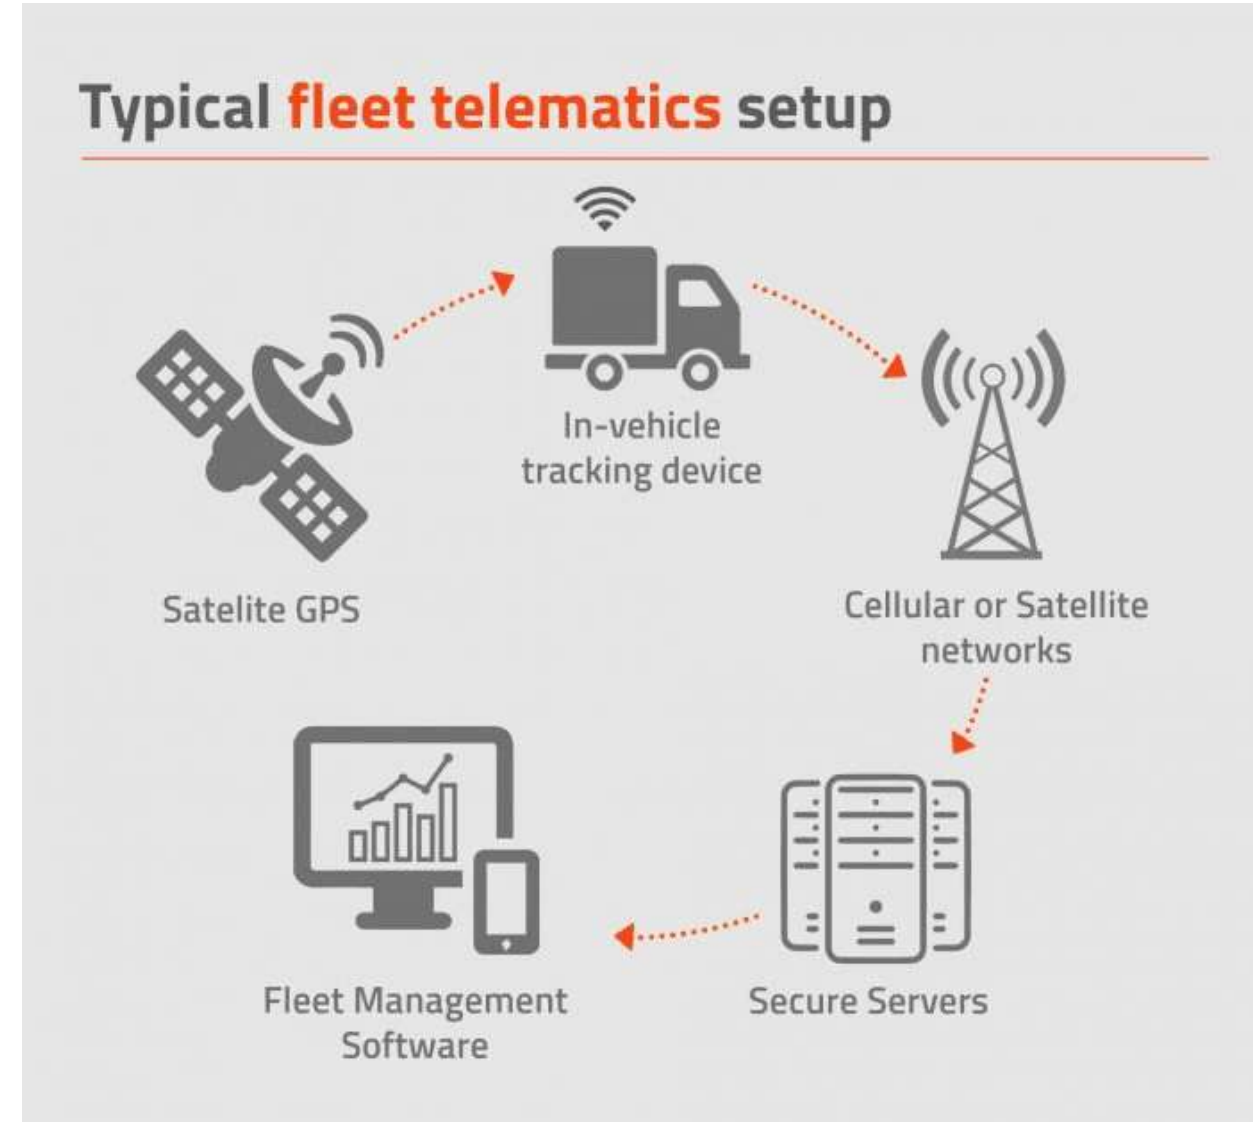 Typical fleet telematics setup
In-vehicle
tracking device
Satelite GPS
Cellular or Satellite
networks
Fleet Management
Software
Secure Servers